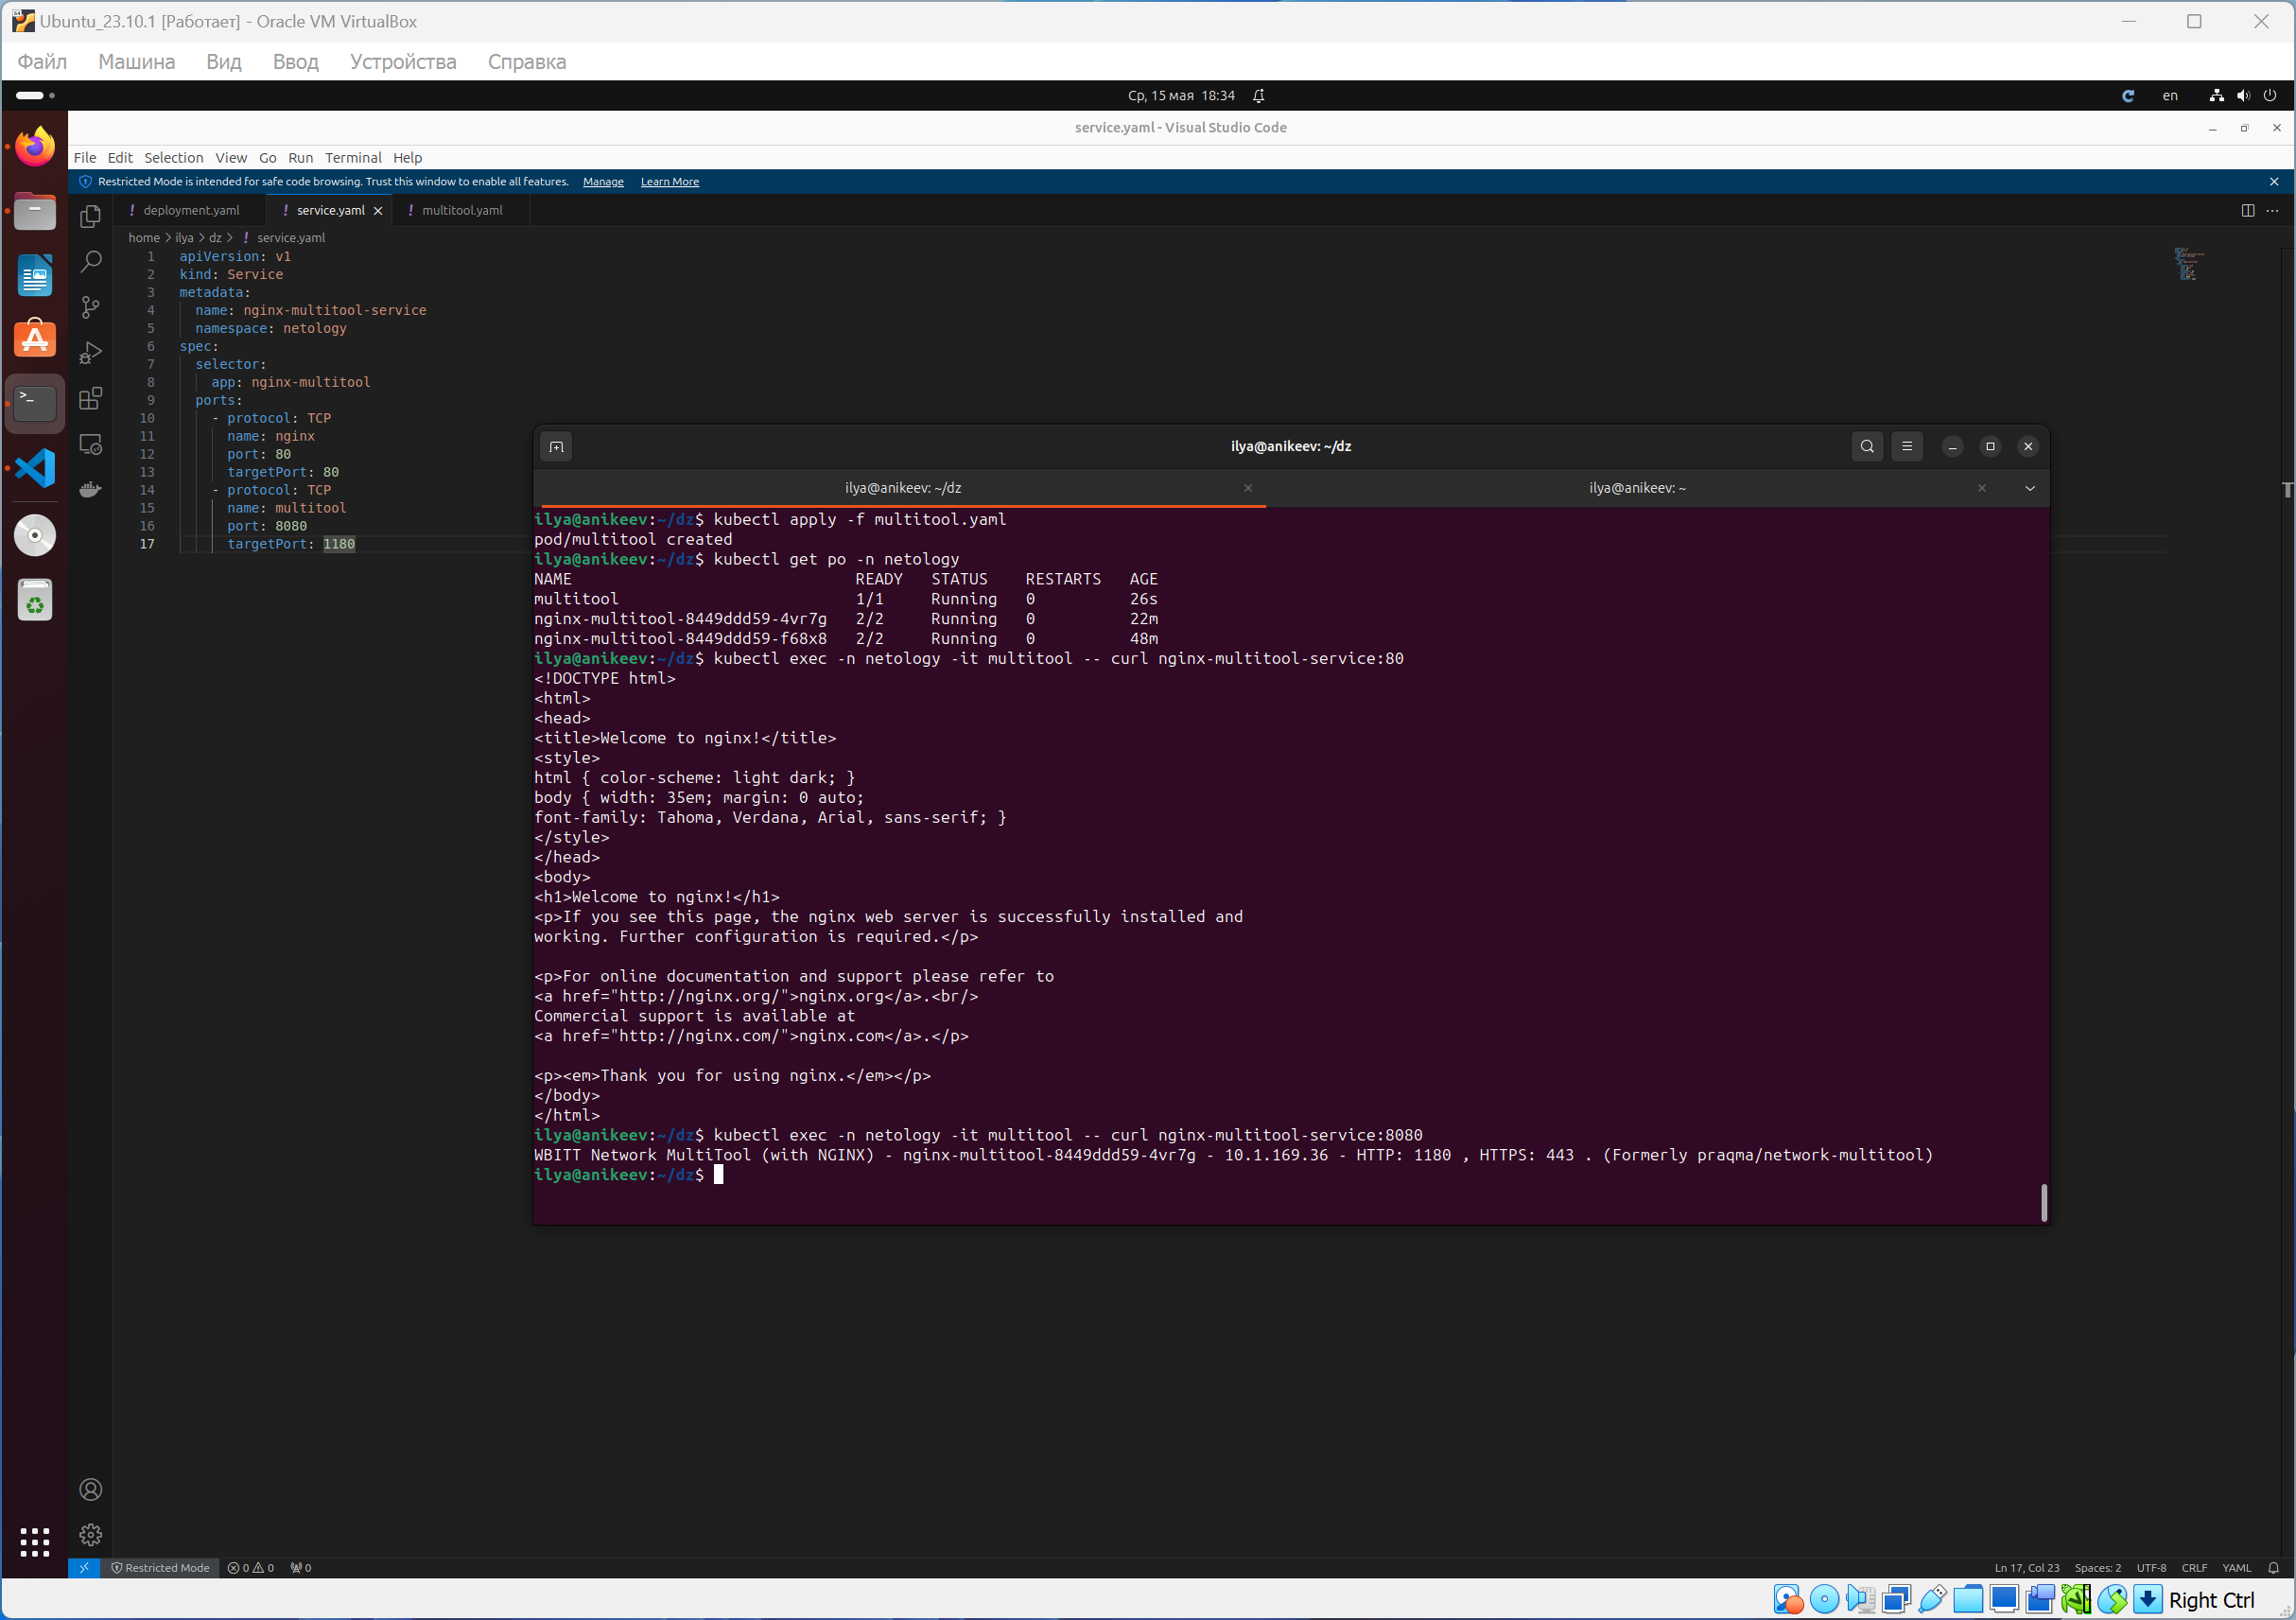 Ubuntu_23.10.1 [Работает] - Oracle VM VirtualBox
Файл Машина Вид Ввод Устройства Справка
Ср, 15 мая 18:34
en
service.yaml - Visual Studio Code
File Edit Selection View Go Run Terminal Help
Restricted Mode is intended for safe code browsing. Trust this window to enable all features. Manage Learn More
! deployment.yaml ! service.yaml ! multitool.yaml
home > ilya > dz > ! service.yaml
1 apiVersion: v1
2 kind: Service
3 metadata:
4 name: nginx-multitool-service
5 namespace: netology
6 spec:
7 selector:
8 app: nginx-multitool
9 ports:
10 - protocol: TCP
11 name: nginx
12 port: 80
13 targetPort: 80
14 - protocol: TCP
15 name: multitool
16 port: 8080
17 targetPort: 1180
ilya@anikeev: ~/dz
ilya@anikeev: ~/dz ilya@anikeev: ~
ilya@anikeev:~/dz$ kubectl apply -f multitool.yaml
pod/multitool created
ilya@anikeev:~/dz$ kubectl get po -n netology
NAME READY STATUS RESTARTS AGE
multitool 1/1 Running 0 26s
nginx-multitool-8449ddd59-4vr7g 2/2 Running 0 22m
nginx-multitool-8449ddd59-f68x8 2/2 Running 0 48m
ilya@anikeev:~/dz$ kubectl exec -n netology -it multitool -- curl nginx-multitool-service:80
<!DOCTYPE html>
<html>
<head>
<title>Welcome to nginx!</title>
<style>
html { color-scheme: light dark; }
body { width: 35em; margin: 0 auto;
font-family: Tahoma, Verdana, Arial, sans-serif; }
</style>
</head>
<body>
<h1>Welcome to nginx!</h1>
<p>If you see this page, the nginx web server is successfully installed and
working. Further configuration is required.</p>
<p>For online documentation and support please refer to
<a href="http://nginx.org/">nginx.org</a>.<br/>
Commercial support is available at
<a href="http://nginx.com/">nginx.com</a>.</p>
<p><em>Thank you for using nginx.</em></p>
</body>
</html>
ilya@anikeev:~/dz$ kubectl exec -n netology -it multitool -- curl nginx-multitool-service:8080
WBITT Network MultiTool (with NGINX) - nginx-multitool-8449ddd59-4vr7g - 10.1.169.36 - HTTP: 1180 , HTTPS: 443 . (Formerly praqma/network-multitool)
ilya@anikeev:~/dz$
Restricted Mode 0 0 0 Ln 17, Col 23 Spaces: 2 UTF-8 CRLF YAML
Right Ctrl